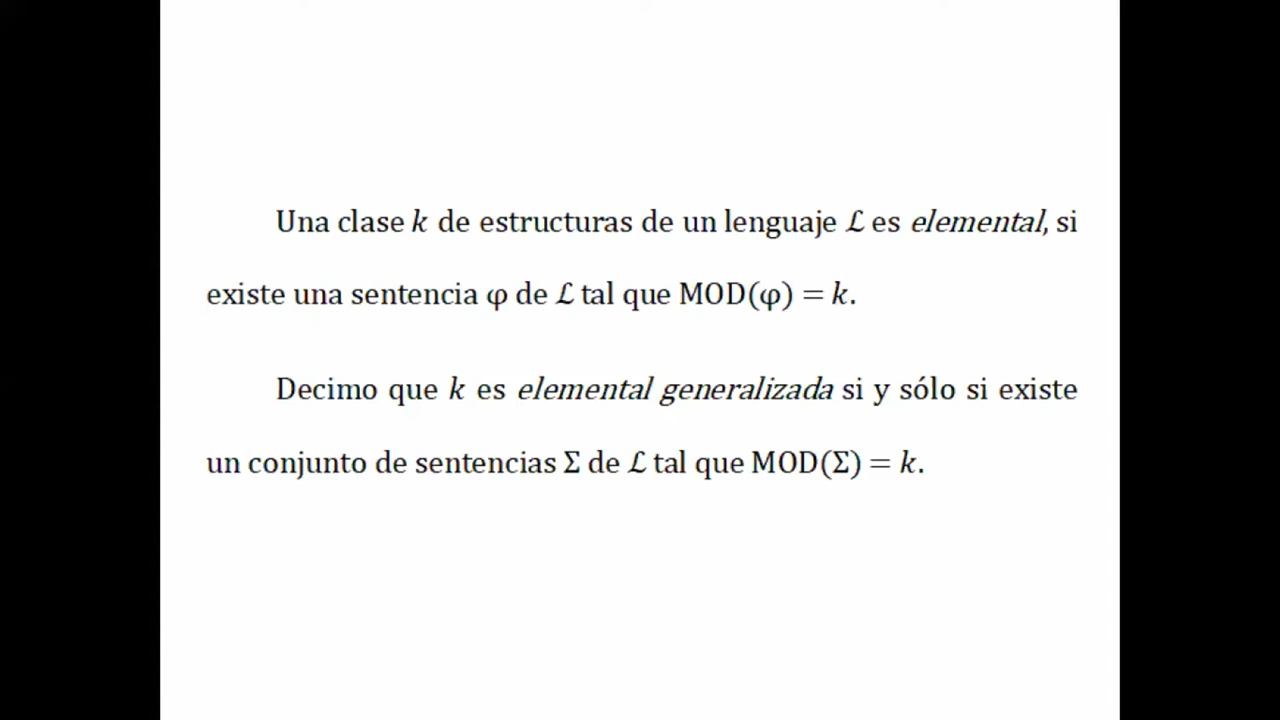 Una clase k de estructuras de un lenguaje ℒ es elemental, si
existe una sentencia φ de ℒ tal que MOD(φ) = k.
Decimo que k es elemental generalizada si y sólo si existe
un conjunto de sentencias Σ de ℒ tal que MOD(Σ) = k.